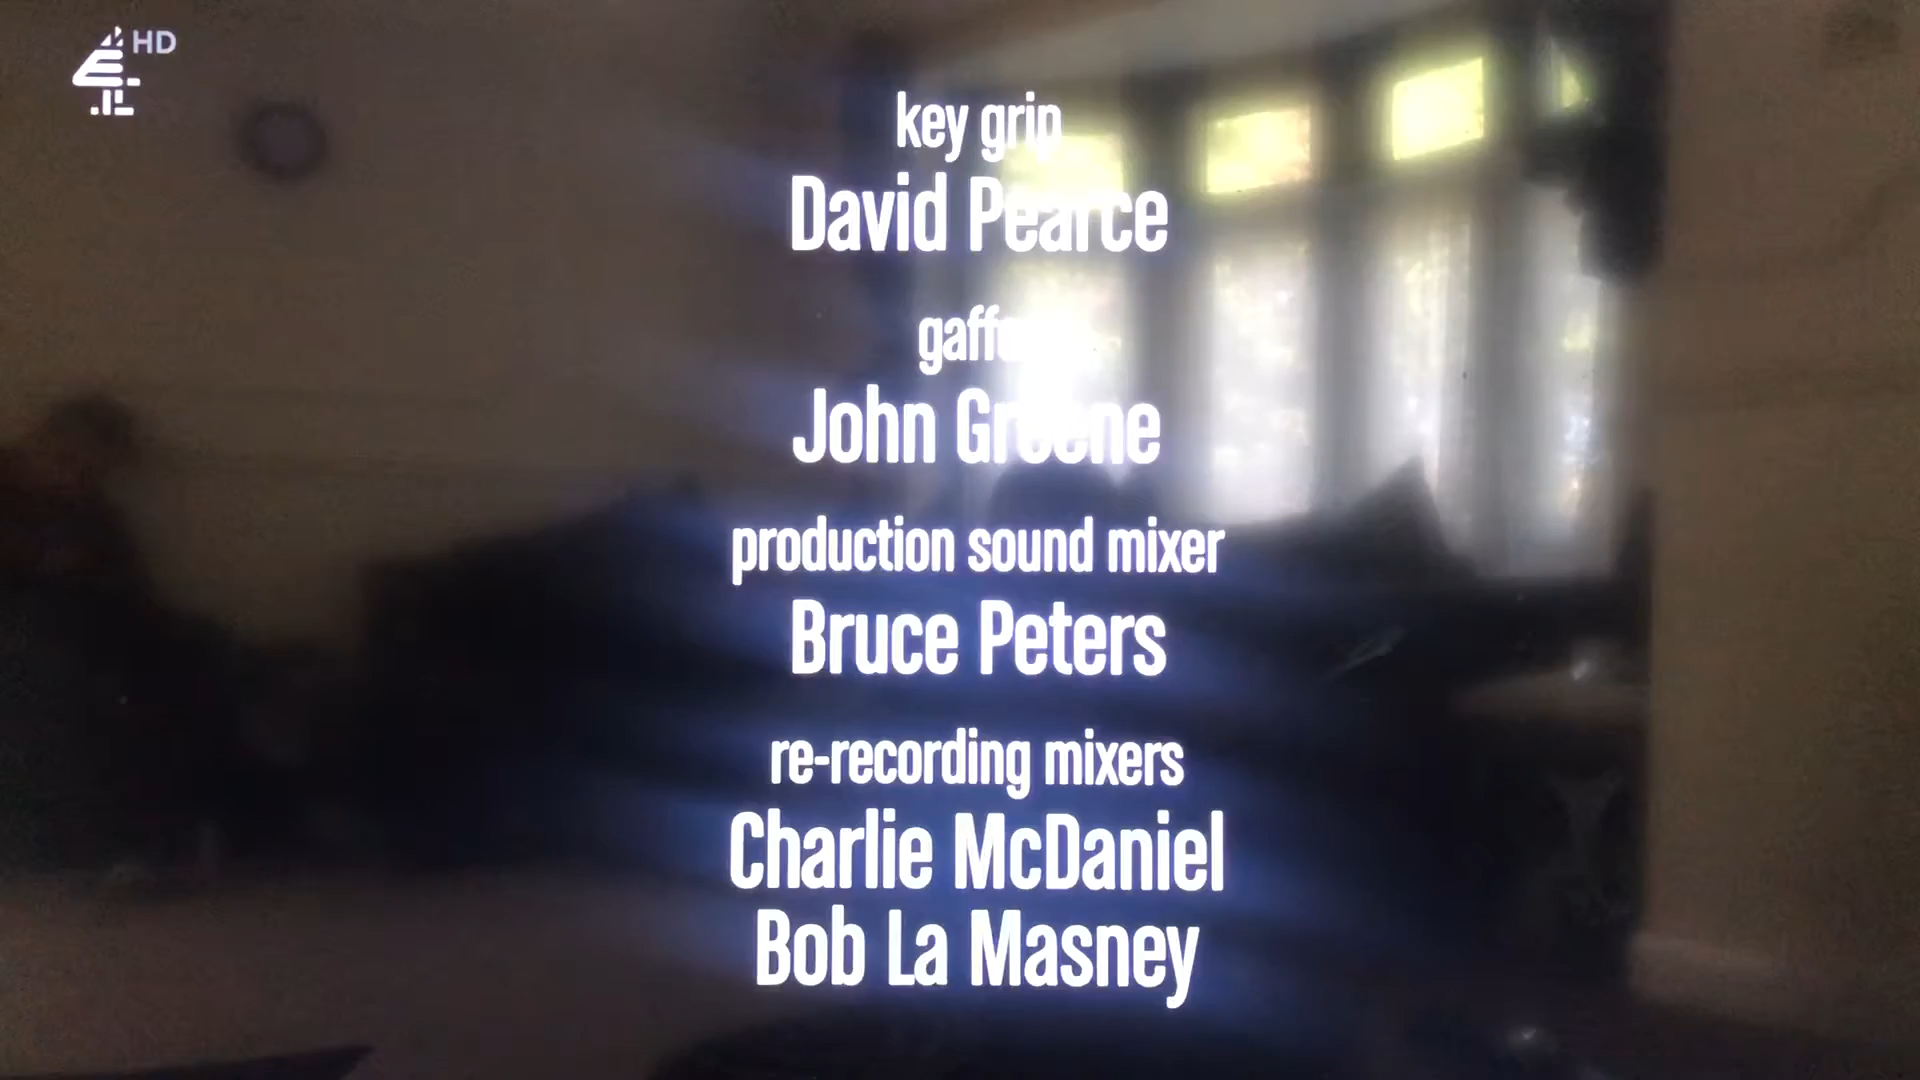 HD
key grip
David Pearce
John Greene
production sound mixer
Bruce Peters
re-recording mixers
Charlie McDaniel
Bob La Masney